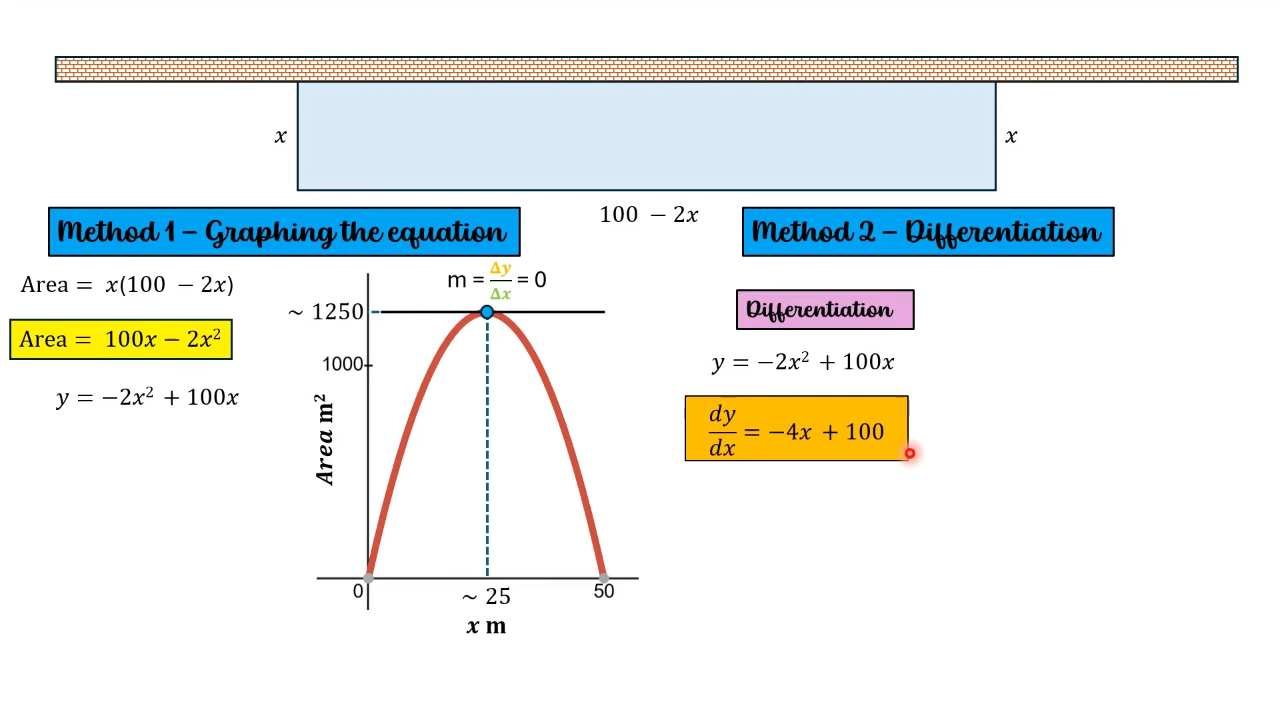 x
x
100 − 2x
Method 1 – Graphing the equation
Area = x(100 − 2x)
Area = 100x − 2x²
y = −2x² + 100x
m = Δy/Δx = 0
~ 1250
1000
Area m²
0
~ 25
50
x m
Method 2 – Differentiation
Differentiation
y = −2x² + 100x
dy/dx = −4x + 100